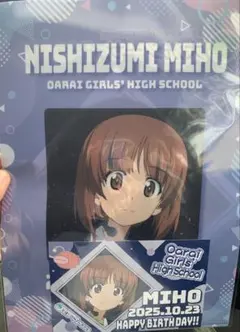 NISHIZUMI MIHO
OARAI GIRLS' HIGH SCHOOL
Oarai
Girls'
High School
MIHO
2025.10.23
HAPPY BIRTHDAY!!